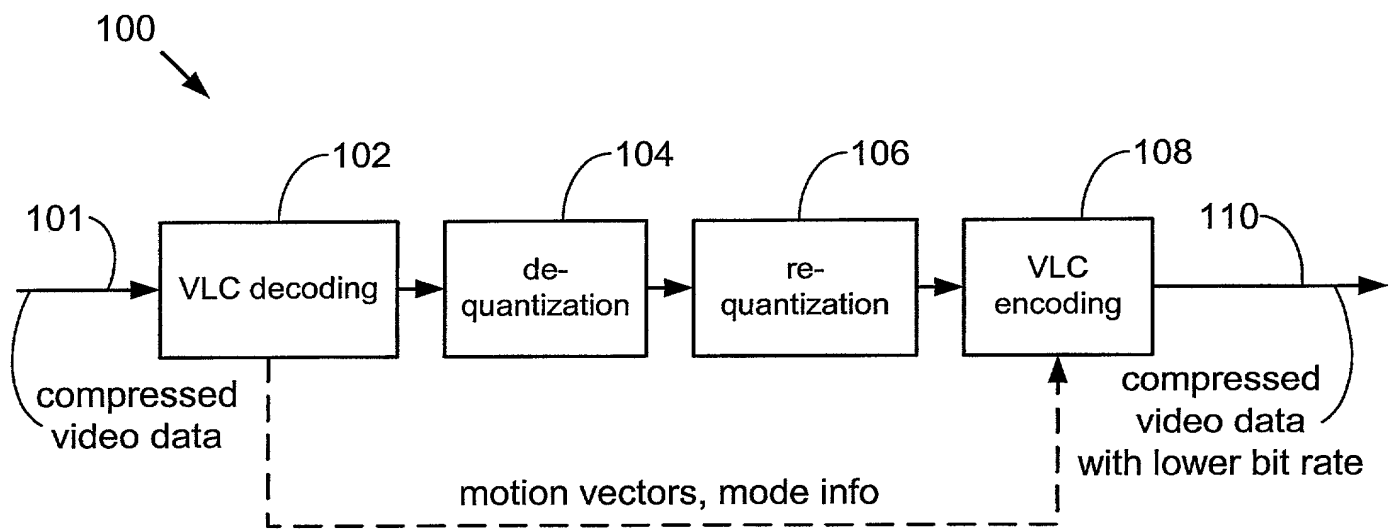 100
102
104
106
108
101
110
VLC decoding
de-
quantization
re-
quantization
VLC
encoding
compressed
video data
compressed
video data
with lower bit rate
motion vectors, mode info